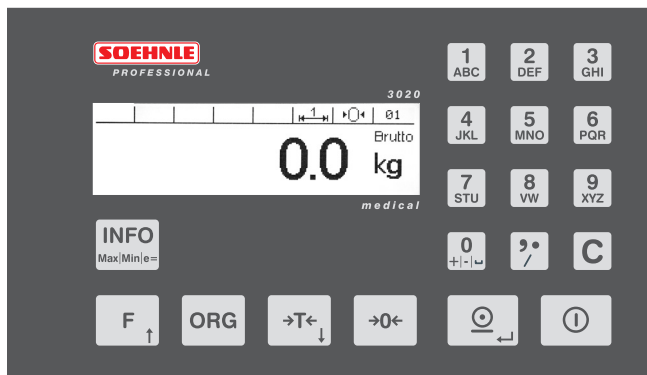 SOEHNLE
PROFESSIONAL
3020
1 01
Brutto
0.0 kg
medical
1 ABC
2 DEF
3 GHI
4 JKL
5 MNO
6 PQR
7 STU
8 VW
9 XYZ
0 +|-|⎵
,• /
C
INFO
Max|Min|e=
F ↑
ORG
→T← ↓
→0←